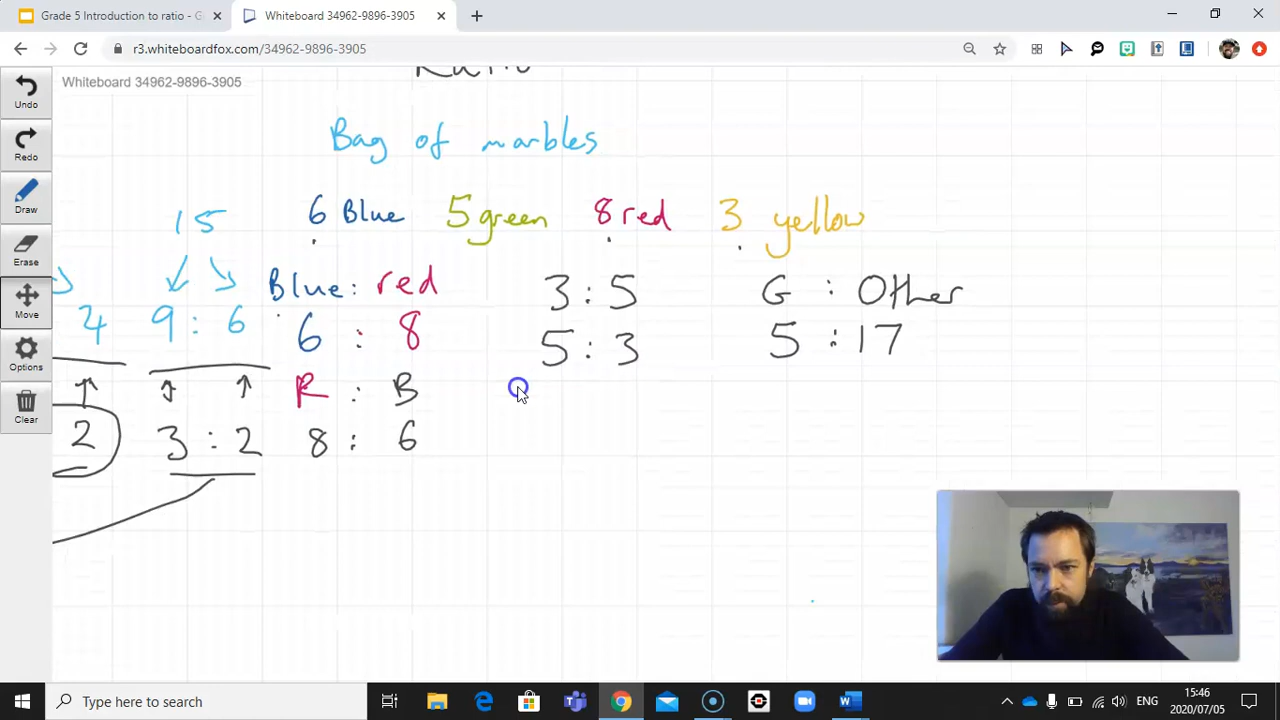 Grade 5 Introduction to ratio - G
Whiteboard 34962-9896-3905
r3.whiteboardfox.com/34962-9896-3905
Whiteboard 34962-9896-3905
Ratio
Undo
Redo
Draw
Erase
Move
Options
Clear
Bag of marbles
6 Blue 5 green 8 red 3 yellow
15
9 : 6
3 : 2
4
2
Blue : red
6 : 8
R : B
8 : 6
3 : 5
5 : 3
G : Other
5 : 17
Type here to search
ENG
15:46
2020/07/05